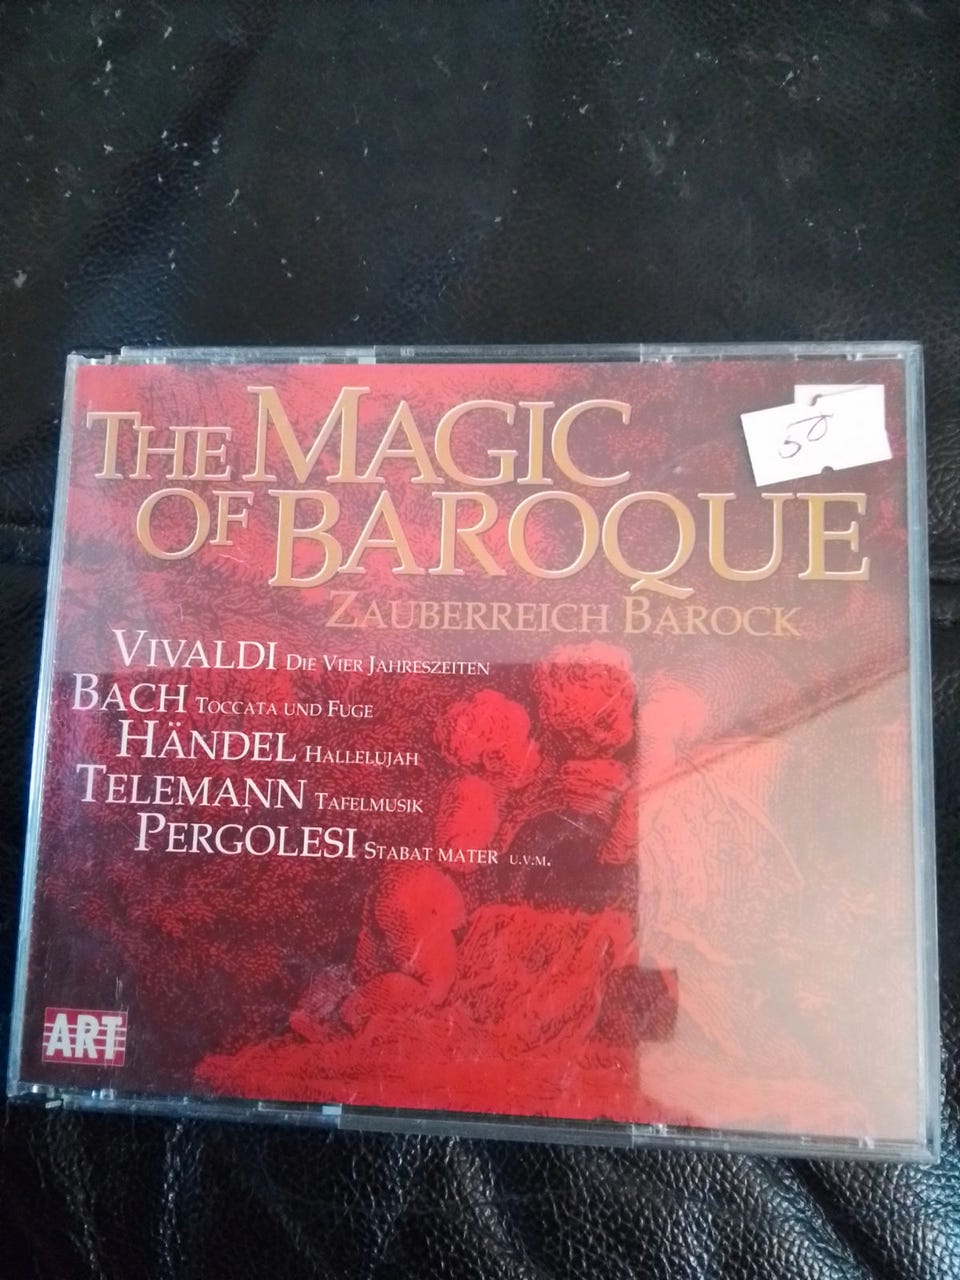 THE MAGIC
OF BAROQUE
ZAUBERREICH BAROCK
VIVALDI DIE VIER JAHRESZEITEN
BACH TOCCATA UND FUGE
HÄNDEL HALLELUJAH
TELEMANN TAFELMUSIK
PERGOLESI STABAT MATER U.V.M.
ART
50